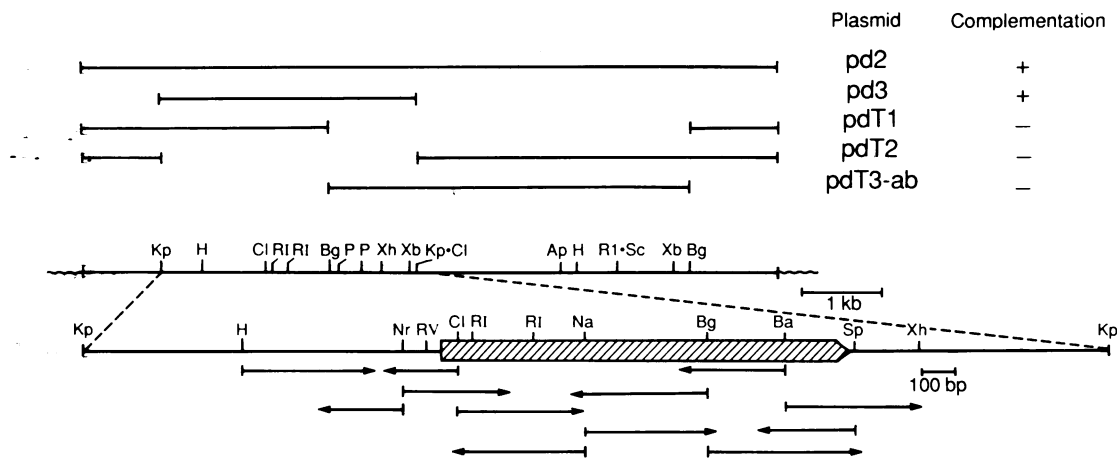 Plasmid Complementation
pd2 +
pd3 +
pdT1 –
pdT2 –
pdT3-ab –
Kp H Cl RI RI Bg P P Xh Xb Kp•Cl Ap H R1•Sc Xb Bg
1 kb
Kp H Nr RV Cl RI RI Na Bg Ba Sp Xh Kp
100 bp